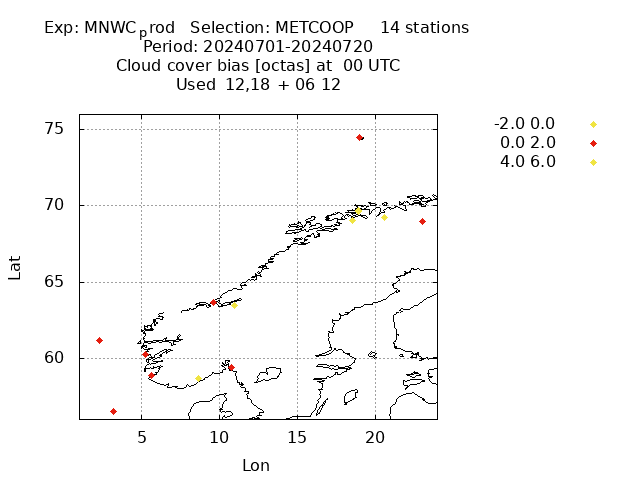 Exp: MNWCprod   Selection: METCOOP     14 stations
Period: 20240701-20240720
Cloud cover bias [octas] at  00 UTC
Used  12,18 + 06 12
-2.0 0.0
0.0 2.0
4.0 6.0
75
70
65
60
Lat
5 10 15 20
Lon